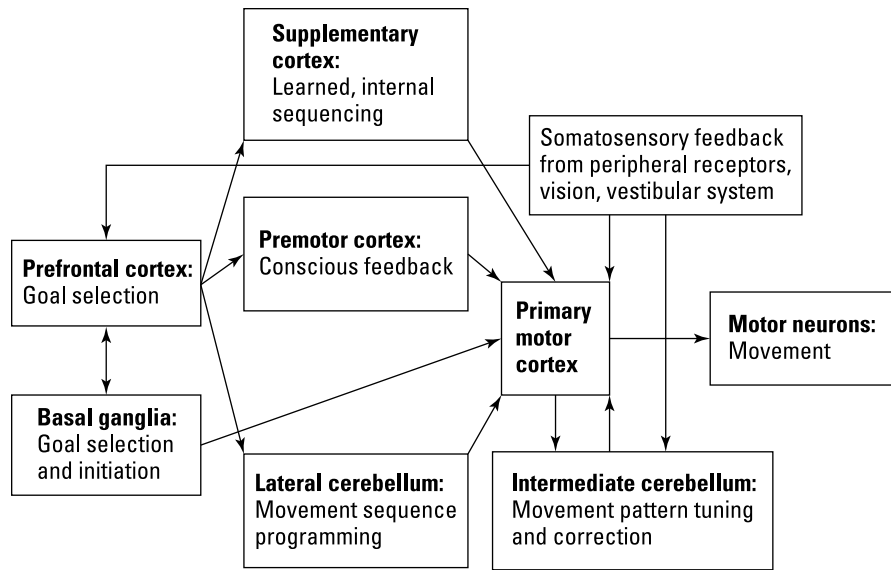 Supplementary
cortex:
Learned, internal
sequencing
Somatosensory feedback
from peripheral receptors,
vision, vestibular system
Prefrontal cortex:
Goal selection
Premotor cortex:
Conscious feedback
Primary
motor
cortex
Motor neurons:
Movement
Basal ganglia:
Goal selection
and initiation
Lateral cerebellum:
Movement sequence
programming
Intermediate cerebellum:
Movement pattern tuning
and correction